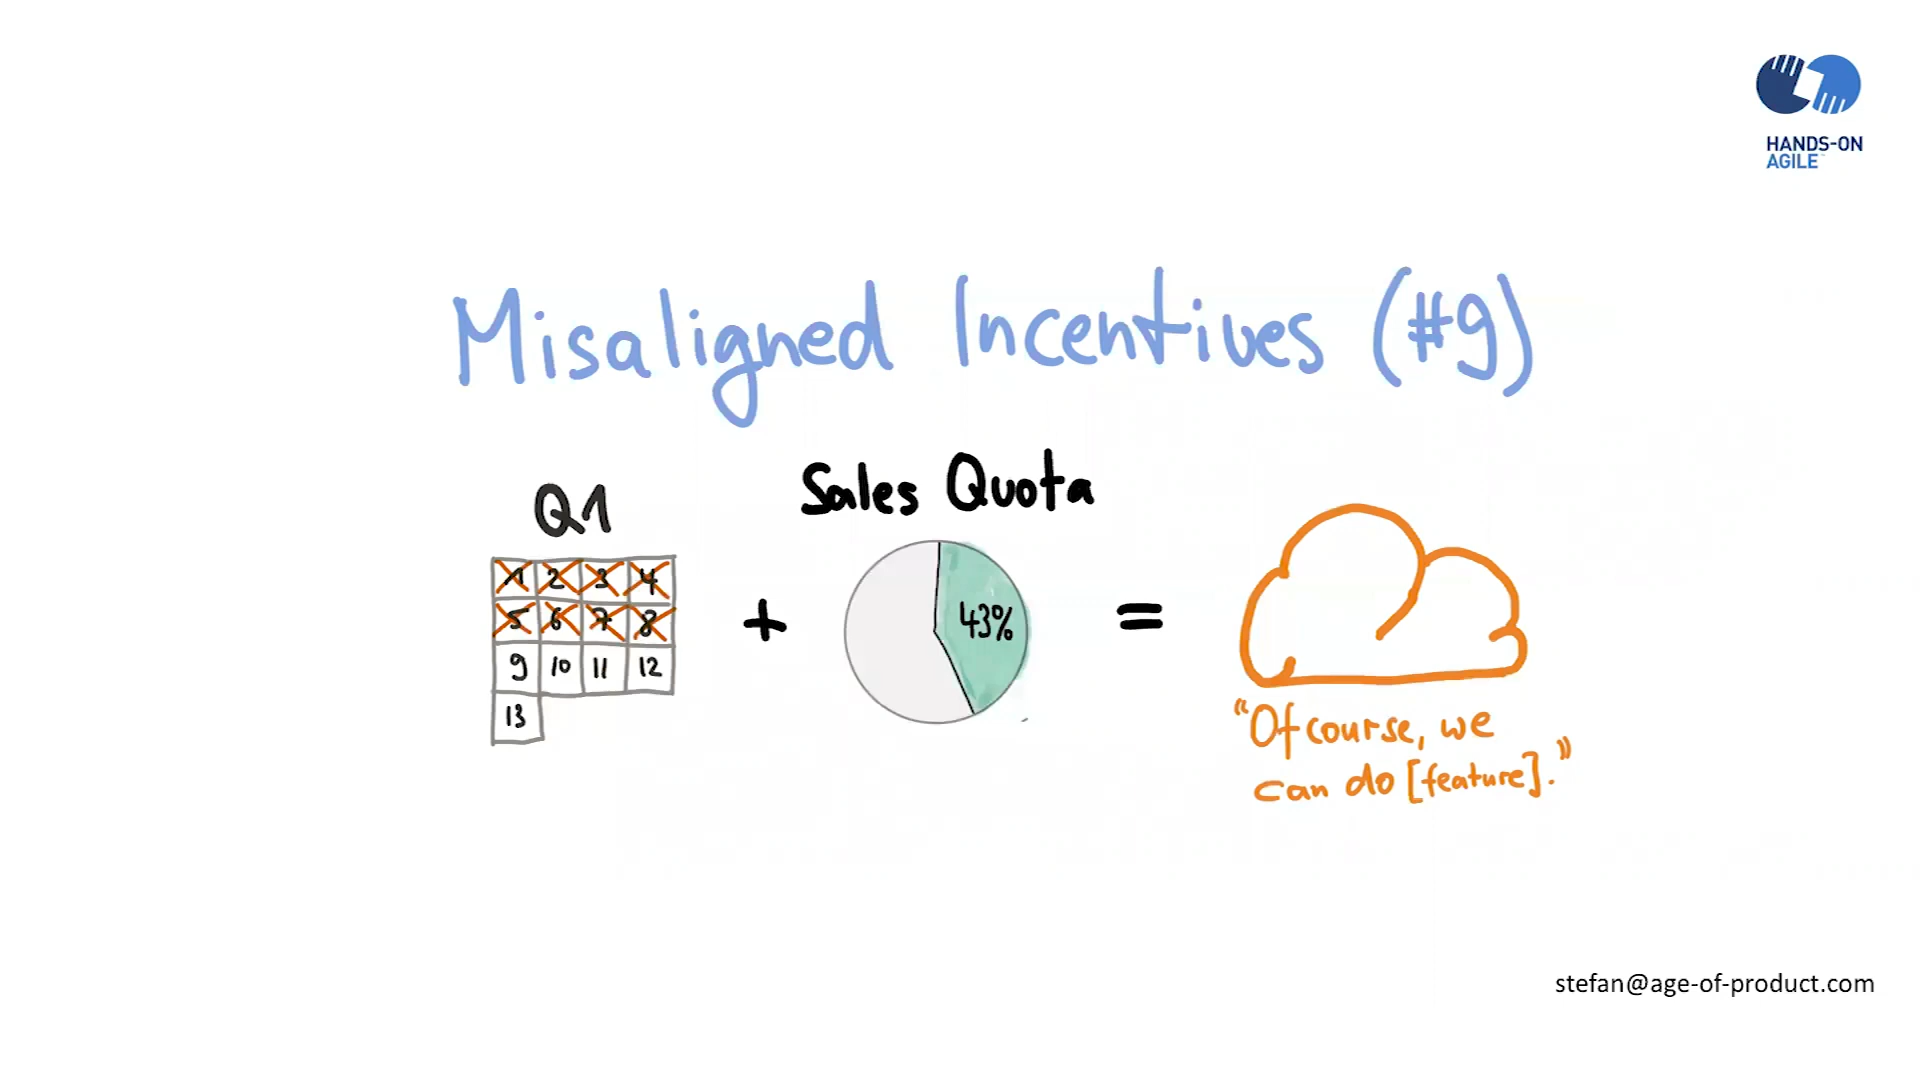 HANDS-ON
AGILE™
Misaligned Incentives (#9)
Q1
1 2 3 4
5 6 7 8
9 10 11 12
13
+
Sales Quota
43%
=
"Of course, we
can do [feature]."
stefan@age-of-product.com